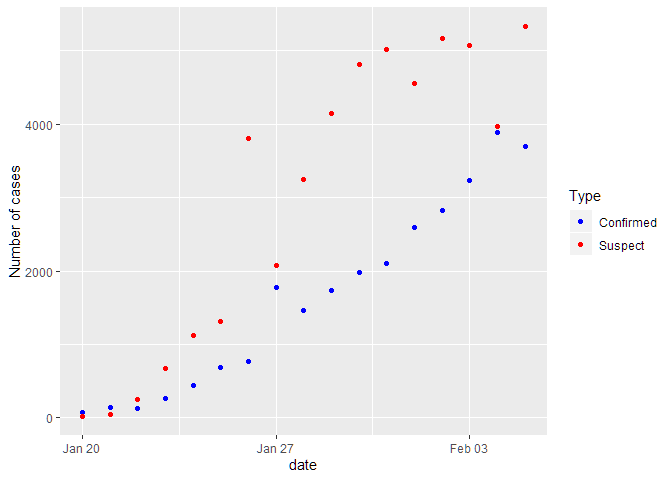 Number of cases
4000
2000
0
Jan 20
Jan 27
Feb 03
date
Type
Confirmed
Suspect